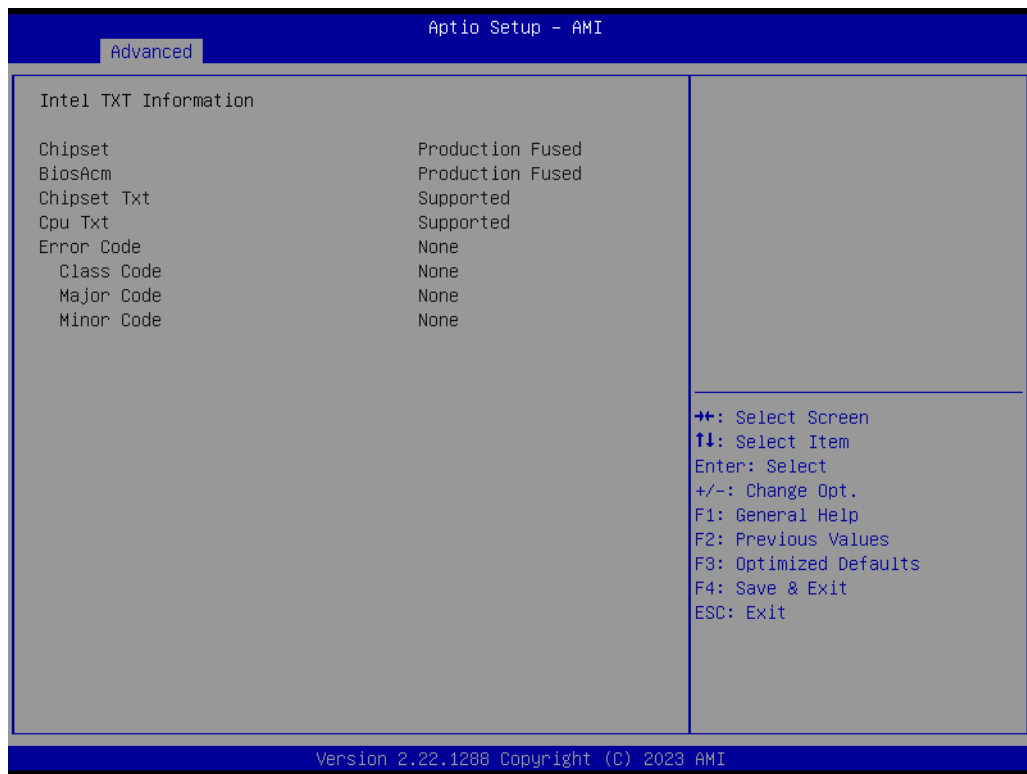 Aptio Setup – AMI
Advanced
Intel TXT Information
Chipset Production Fused
BiosAcm Production Fused
Chipset Txt Supported
Cpu Txt Supported
Error Code None
Class Code None
Major Code None
Minor Code None
→←: Select Screen
↑↓: Select Item
Enter: Select
+/-: Change Opt.
F1: General Help
F2: Previous Values
F3: Optimized Defaults
F4: Save & Exit
ESC: Exit
Version 2.22.1288 Copyright (C) 2023 AMI